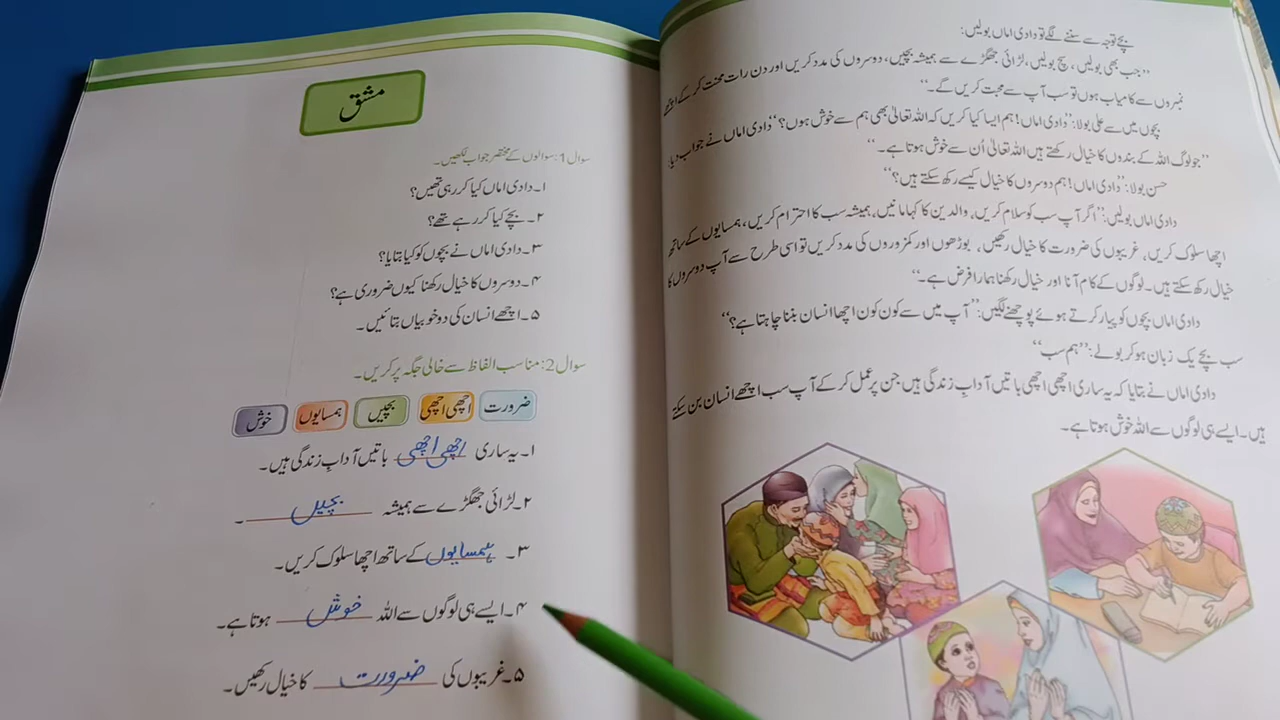 بچے توجہ سے سننے لگے تو دادی اماں بولیں:
”جب بھی بولیں، سچ بولیں، لڑائی جھگڑے سے ہمیشہ بچیں، دوسروں کی مدد کریں اور دن رات محنت کر کے اچھے
نمبروں سے کامیاب ہوں تو سب آپ سے محبت کریں گے۔“
بچوں میں سے علی بولا: ”دادی اماں! ہم ایسا کیا کریں کہ اللہ تعالیٰ بھی ہم سے خوش ہوں؟“ دادی اماں نے جواب دیا:
”جو لوگ اللہ کے بندوں کا خیال رکھتے ہیں اللہ تعالیٰ اُن سے خوش ہوتا ہے۔“
حسن بولا: ”دادی اماں! ہم دوسروں کا خیال کیسے رکھ سکتے ہیں؟“
دادی اماں بولیں: ”اگر آپ سب کو سلام کریں، والدین کا کہا مانیں، ہمیشہ سب کا احترام کریں، ہمسایوں کے ساتھ
اچھا سلوک کریں، غریبوں کی ضرورت کا خیال رکھیں، بوڑھوں اور کمزوروں کی مدد کریں تو اسی طرح سے آپ دوسروں کا
خیال رکھ سکتے ہیں۔ لوگوں کے کام آنا اور خیال رکھنا ہمارا فرض ہے۔“
دادی اماں بچوں کو پیار کرتے ہوئے پوچھنے لگیں: ”آپ میں سے کون کون اچھا انسان بننا چاہتا ہے؟“
سب بچے یک زبان ہو کر بولے: ”ہم سب“
دادی اماں نے بتایا کہ یہ ساری اچھی اچھی باتیں آدابِ زندگی ہیں جن پر عمل کر کے آپ سب اچھے انسان بن سکتے
ہیں۔ ایسے ہی لوگوں سے اللہ خوش ہوتا ہے۔
مشق
سوال 1: سوالوں کے مختصر جواب لکھیں۔
۱۔ دادی اماں کیا کر رہی تھیں؟
۲۔ بچے کیا کر رہے تھے؟
۳۔ دادی اماں نے بچوں کو کیا بتایا؟
۴۔ دوسروں کا خیال رکھنا کیوں ضروری ہے؟
۵۔ اچھے انسان کی دو خوبیاں بتائیں۔
سوال 2: مناسب الفاظ سے خالی جگہ پر کریں۔
ضرورت اچھی اچھی بچیں ہمسایوں خوش
۱۔ یہ ساری اچھی اچھی باتیں آدابِ زندگی ہیں۔
۲۔ لڑائی جھگڑے سے ہمیشہ بچیں۔
۳۔ ہمسایوں کے ساتھ اچھا سلوک کریں۔
۴۔ ایسے ہی لوگوں سے اللہ خوش ہوتا ہے۔
۵۔ غریبوں کی ضرورت کا خیال رکھیں۔